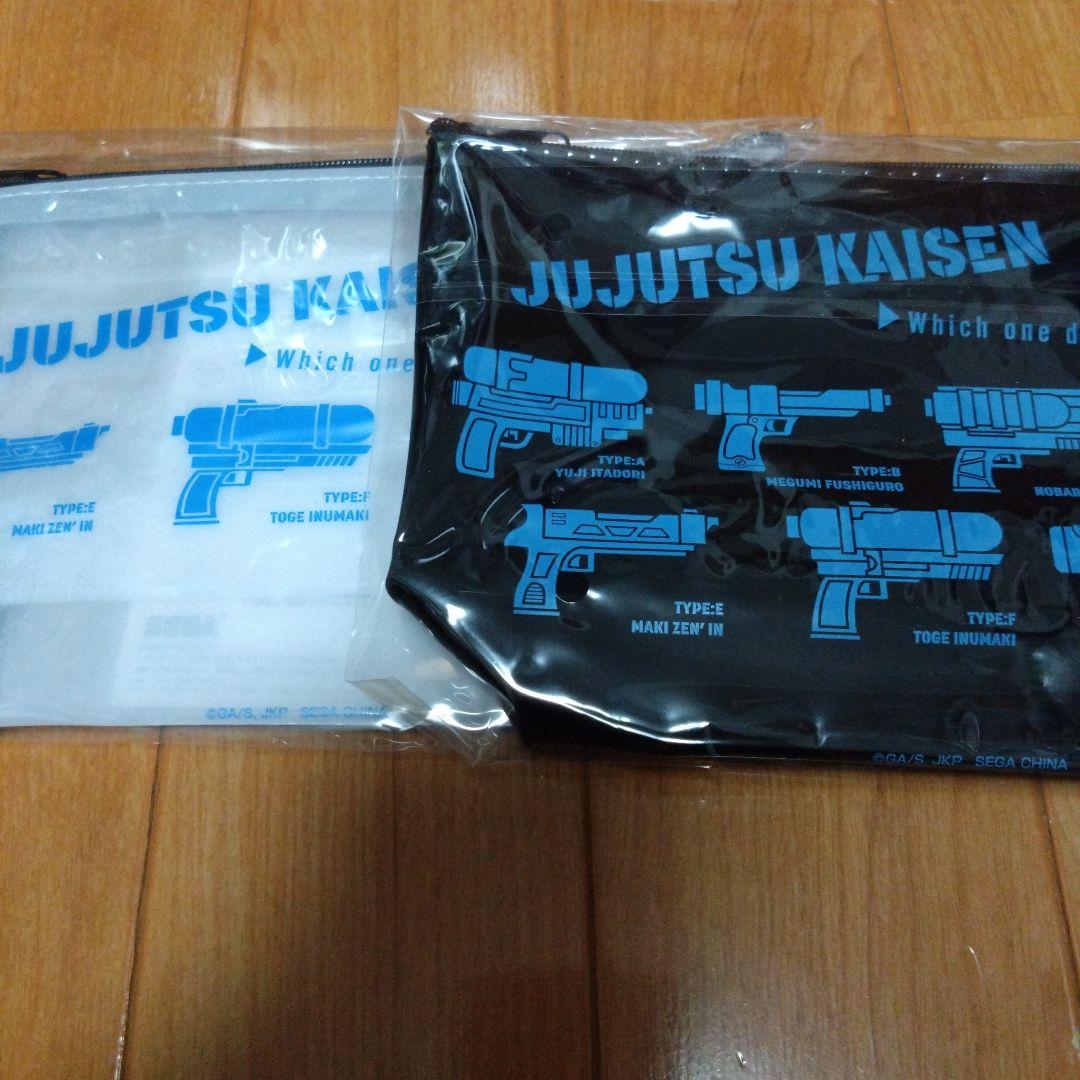 JUJUTSU KAIS
▶Which one
TYPE:E
MAKI ZEN' IN
TYPE:F
TOGE INUMAKI
©GA/S, JKP SEGA CHINA
JUJUTSU KAISEN
▶Which one d
TYPE:A
YUJI ITADORI
TYPE:B
MEGUMI FUSHIGURO
NOBAR
TYPE:E
MAKI ZEN' IN
TYPE:F
TOGE INUMAKI
©GA/S, JKP SEGA CHINA